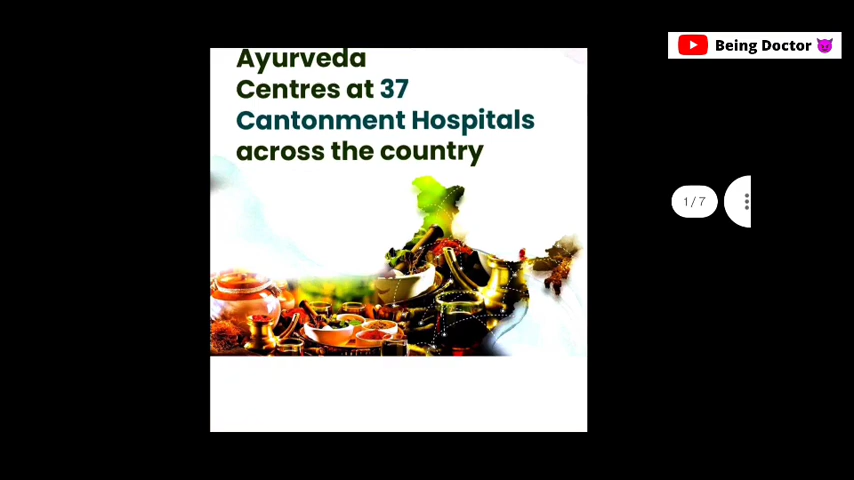 Being Doctor 😈
Ayurveda
Centres at 37
Cantonment Hospitals
across the country
1/7